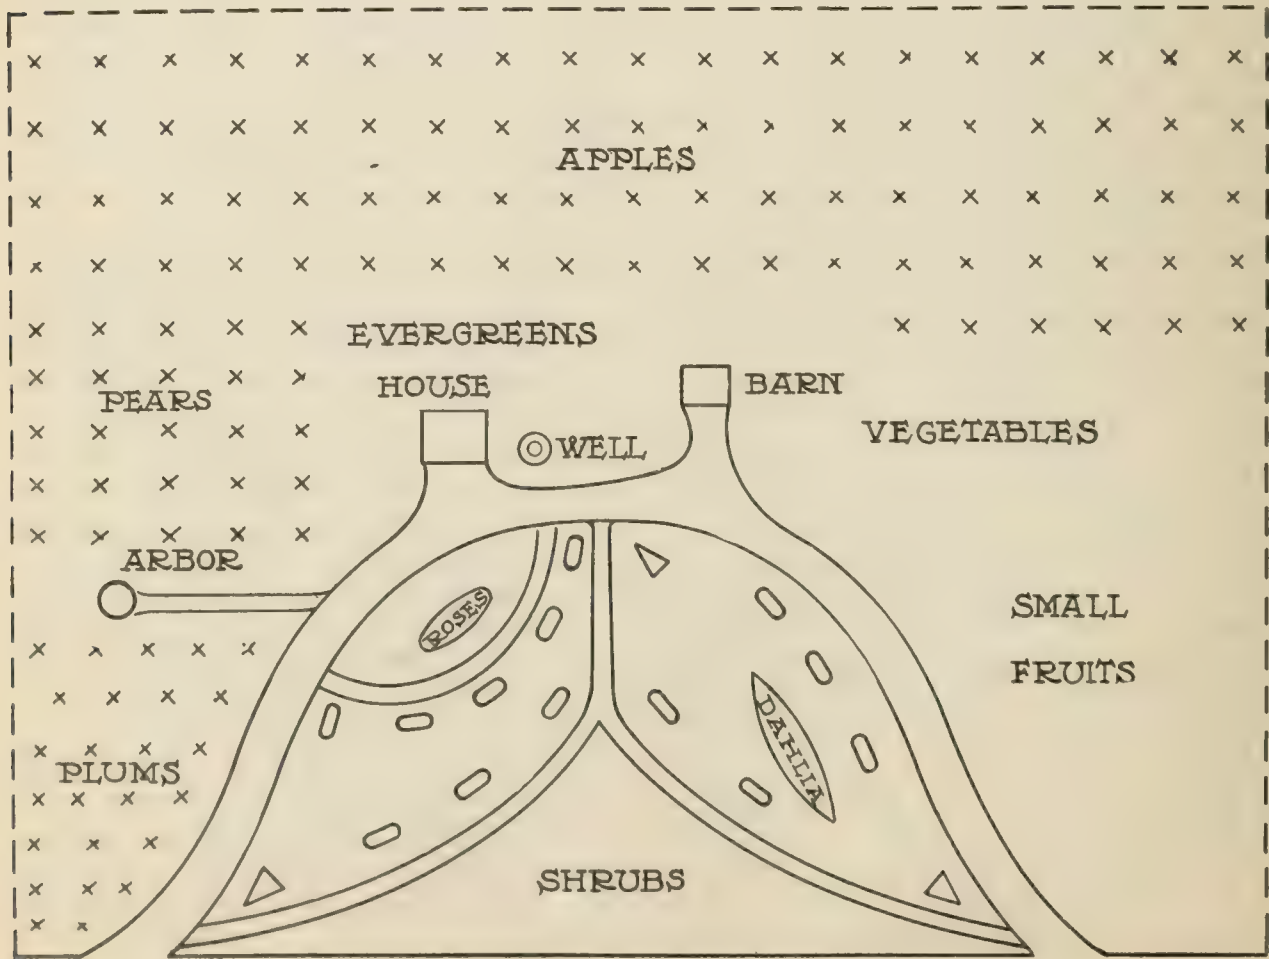 APPLES
EVERGREENS
HOUSE
BARN
PEARS
WELL
VEGETABLES
ARBOR
ROSES
SMALL
FRUITS
DAHLIA
PLUMS
SHRUBS